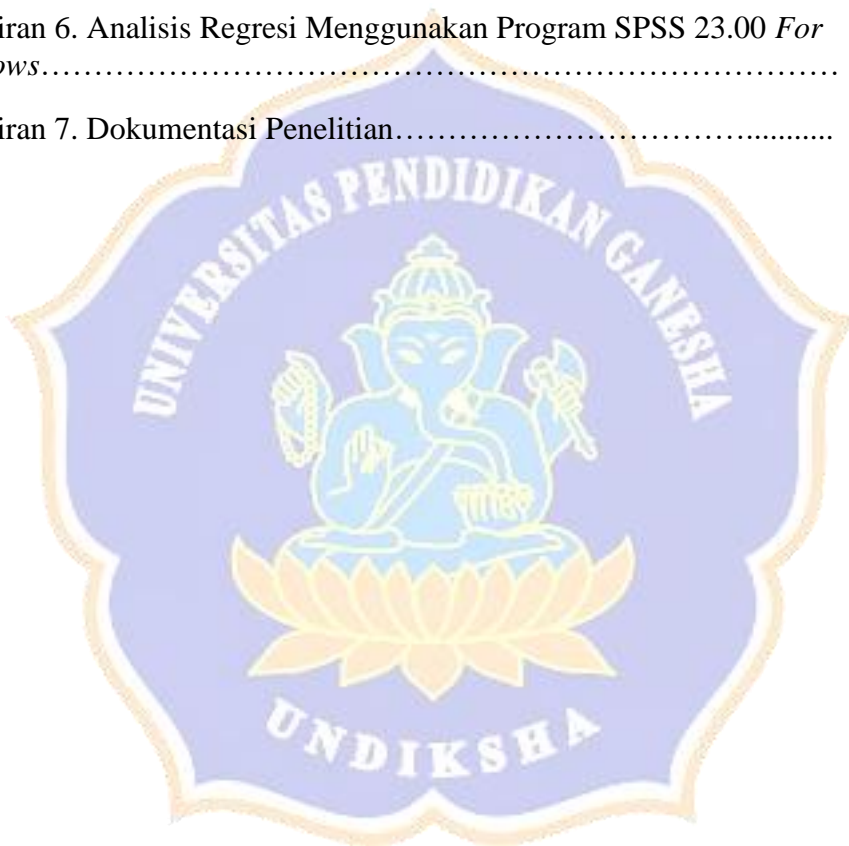 iran 6. Analisis Regresi Menggunakan Program SPSS 23.00 For
ows…………………………………………………………………
iran 7. Dokumentasi Penelitian……………………………...........
UNIVERSITAS PENDIDIKAN GANESHA
UNDIKSHA